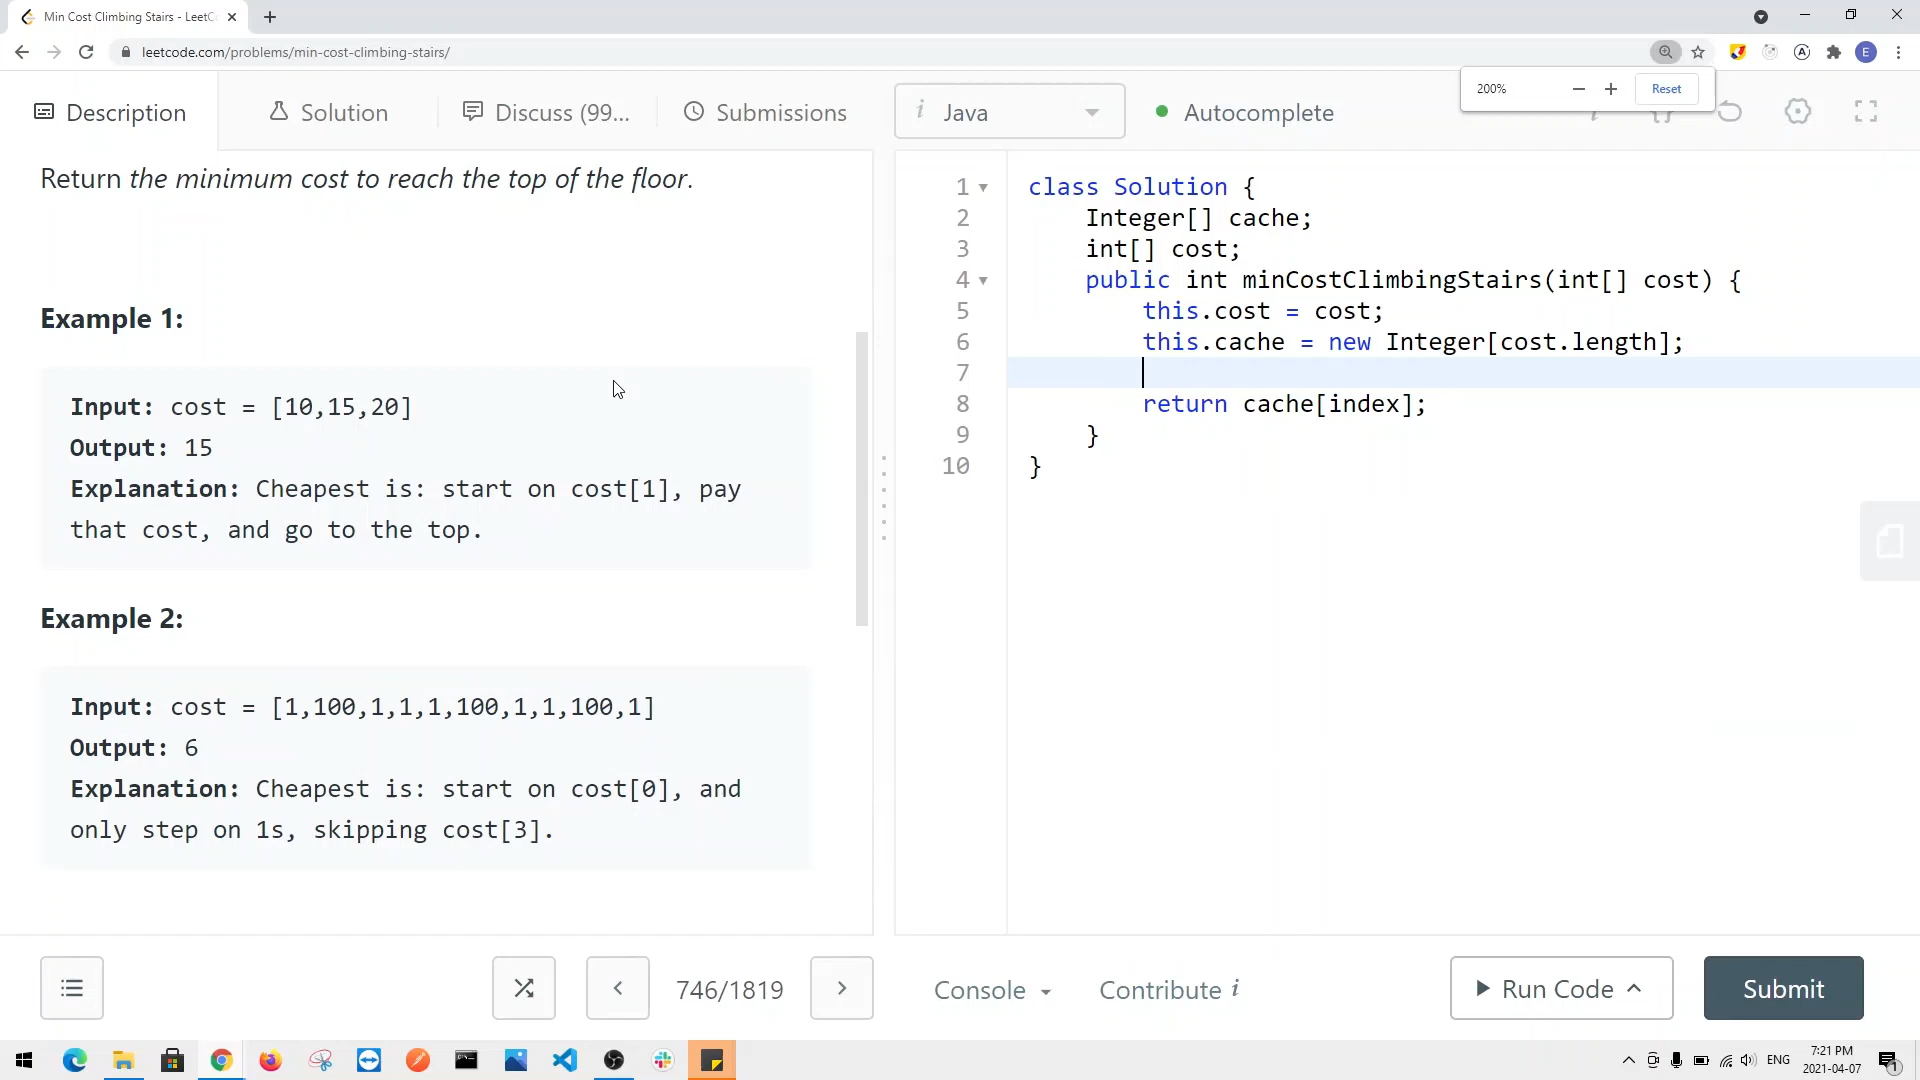 Min Cost Climbing Stairs - LeetC
leetcode.com/problems/min-cost-climbing-stairs/
E
200%
Reset
Description
Solution
Discuss (99...
Submissions
i Java
Autocomplete
Return the minimum cost to reach the top of the floor.
Example 1:
Input: cost = [10,15,20]
Output: 15
Explanation: Cheapest is: start on cost[1], pay
that cost, and go to the top.
Example 2:
Input: cost = [1,100,1,1,1,100,1,1,100,1]
Output: 6
Explanation: Cheapest is: start on cost[0], and
only step on 1s, skipping cost[3].
1 class Solution {
2 Integer[] cache;
3 int[] cost;
4 public int minCostClimbingStairs(int[] cost) {
5 this.cost = cost;
6 this.cache = new Integer[cost.length];
7
8 return cache[index];
9 }
10 }
746/1819
Console
Contribute i
Run Code
Submit
ENG
7:21 PM
2021-04-07
1